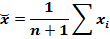 x̄ = 1/(n+1) ∑ xᵢ